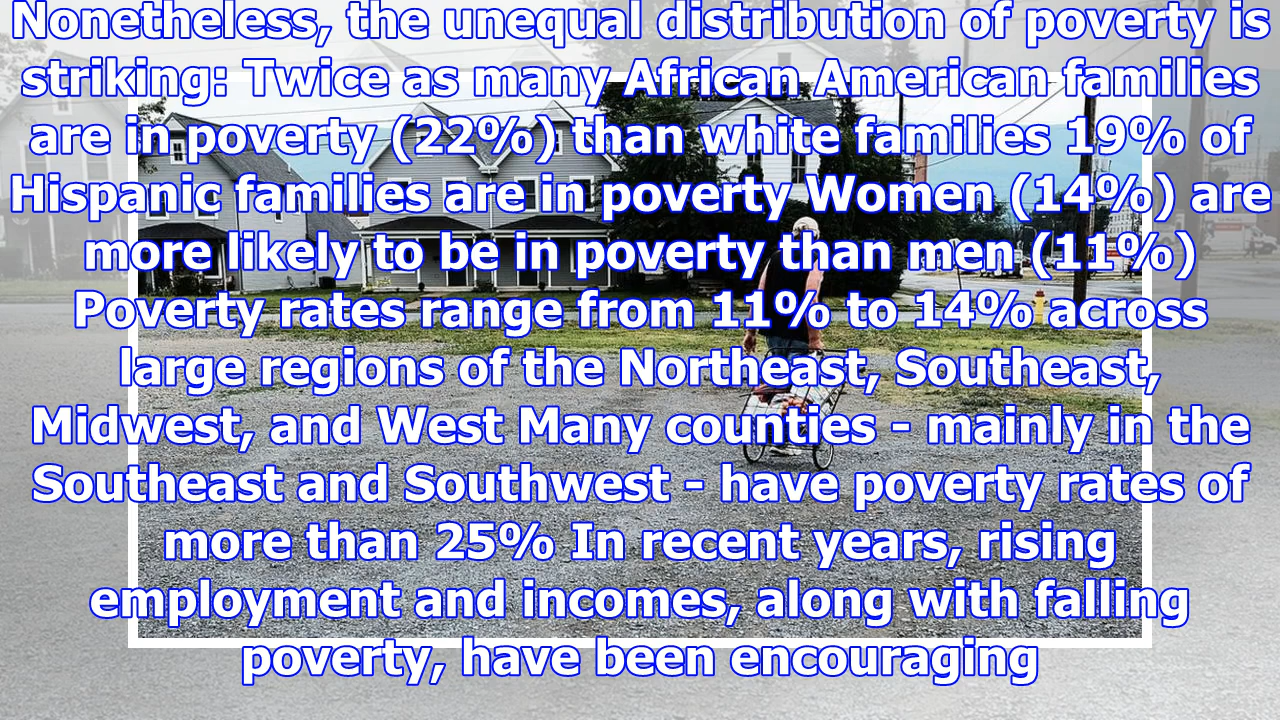 Nonetheless, the unequal distribution of poverty is
striking: Twice as many African American families
are in poverty (22%) than white families 19% of
Hispanic families are in poverty Women (14%) are
more likely to be in poverty than men (11%)
Poverty rates range from 11% to 14% across
large regions of the Northeast, Southeast,
Midwest, and West Many counties - mainly in the
Southeast and Southwest - have poverty rates of
more than 25% In recent years, rising
employment and incomes, along with falling
poverty, have been encouraging